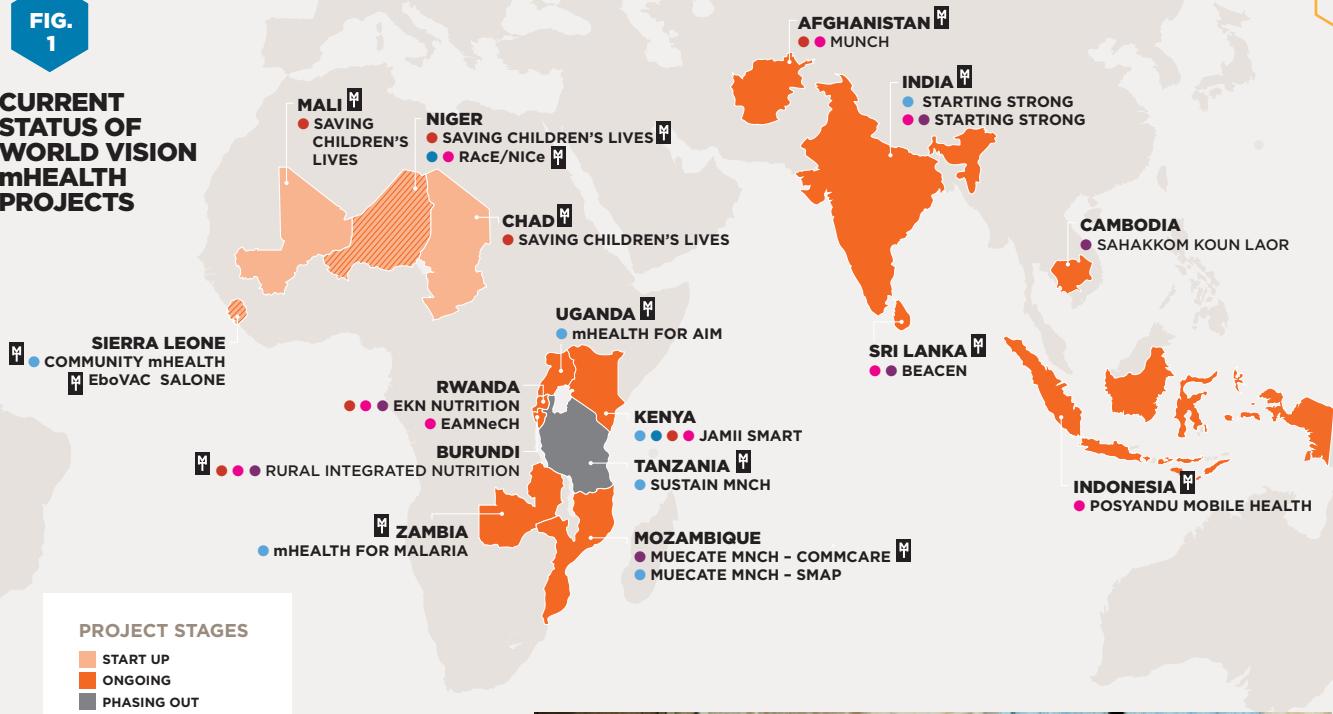 FIG.
1
CURRENT
STATUS OF
WORLD VISION
mHEALTH
PROJECTS
MALI
SAVING
CHILDREN'S
LIVES
NIGER
SAVING CHILDREN'S LIVES
RAcE/NICe
CHAD
SAVING CHILDREN'S LIVES
AFGHANISTAN
MUNCH
INDIA
STARTING STRONG
STARTING STRONG
CAMBODIA
SAHAKKOM KOUN LAOR
SRI LANKA
BEACEN
INDONESIA
POSYANDU MOBILE HEALTH
SIERRA LEONE
COMMUNITY mHEALTH
EboVAC SALONE
UGANDA
mHEALTH FOR AIM
RWANDA
EKN NUTRITION
EAMNeCH
BURUNDI
RURAL INTEGRATED NUTRITION
KENYA
JAMII SMART
TANZANIA
SUSTAIN MNCH
ZAMBIA
mHEALTH FOR MALARIA
MOZAMBIQUE
MUECATE MNCH – COMMCARE
MUECATE MNCH – SMAP
PROJECT STAGES
START UP
ONGOING
PHASING OUT